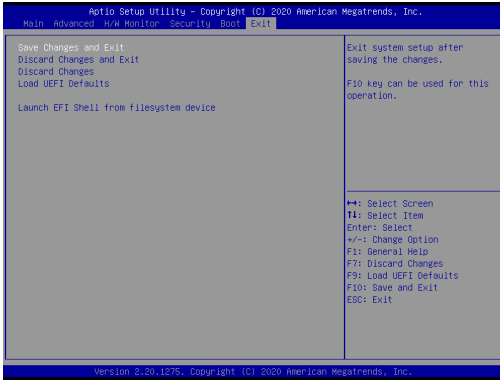 Aptio Setup Utility – Copyright (C) 2020 American Megatrends, Inc.
Main Advanced H/W Monitor Security Boot Exit
Save Changes and Exit
Discard Changes and Exit
Discard Changes
Load UEFI Defaults
Launch EFI Shell from filesystem device
Exit system setup after
saving the changes.
F10 key can be used for this
operation.
↔: Select Screen
↑↓: Select Item
Enter: Select
+/-: Change Option
F1: General Help
F7: Discard Changes
F9: Load UEFI Defaults
F10: Save and Exit
ESC: Exit
Version 2.20.1275. Copyright (C) 2020 American Megatrends, Inc.